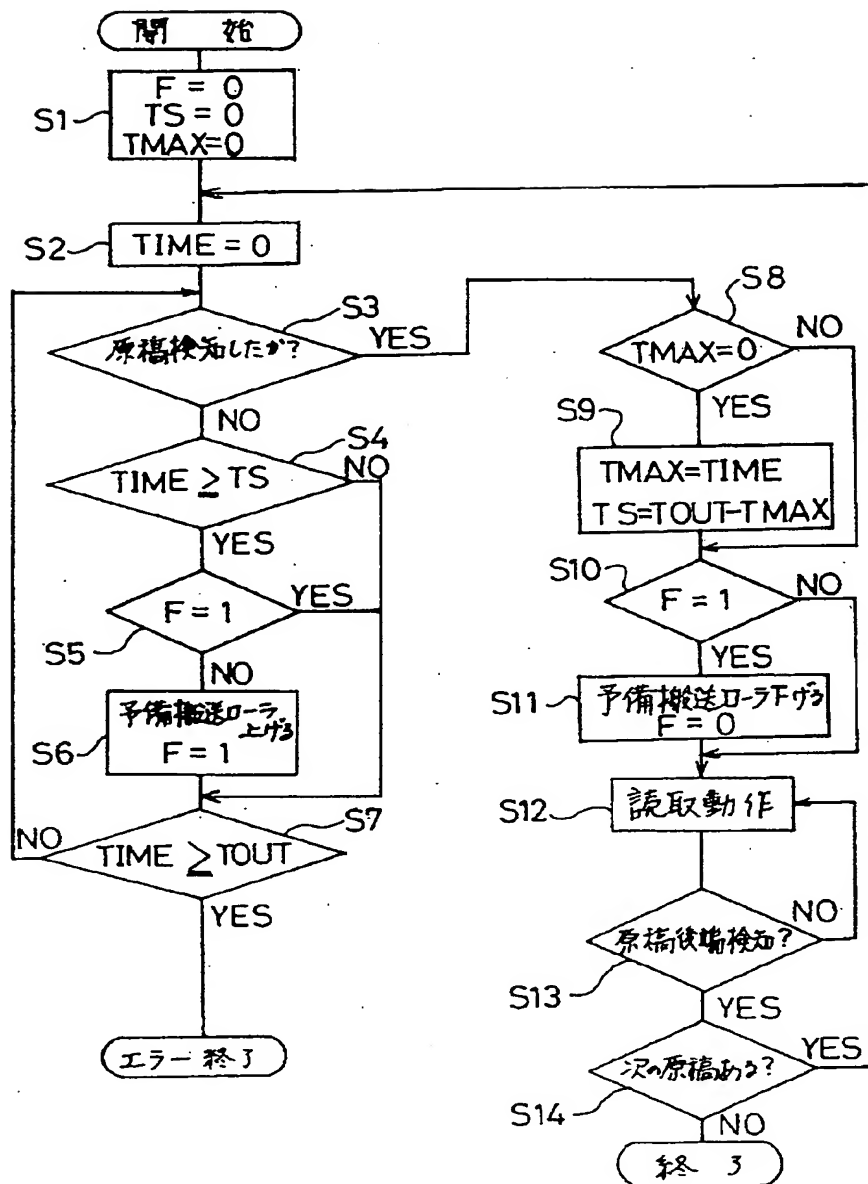 開 始
F = 0
TS = 0
TMAX=0
S1
S2
TIME = 0
S3
原稿検知したか?
YES
NO
S4
TIME ≥ TS
NO
YES
F = 1
YES
S5
NO
予備搬送ローラ
上げる
F = 1
S6
S7
NO
TIME ≥ TOUT
YES
エラー終了
S8
TMAX=0
NO
YES
S9
TMAX=TIME
TS=TOUT-TMAX
S10
F = 1
NO
YES
S11
予備搬送ローラ下げる
F = 0
S12
読取動作
原稿後端検知?
NO
S13
YES
次の原稿ある?
YES
S14
NO
終 了